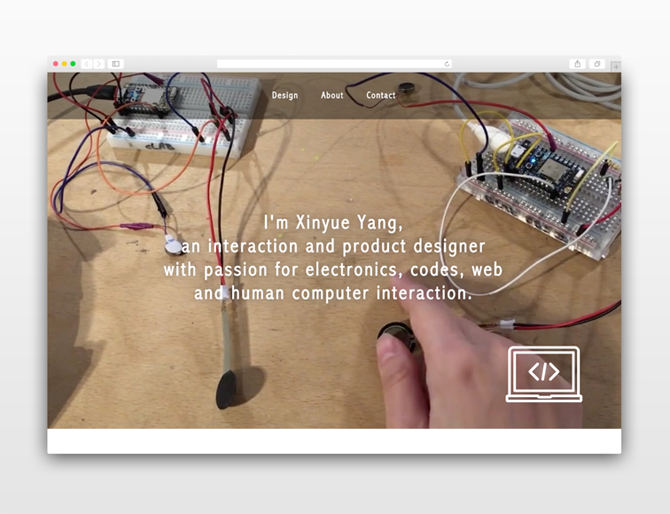 Design About Contact
I'm Xinyue Yang,
an interaction and product designer
with passion for electronics, codes, web
and human computer interaction.
</>